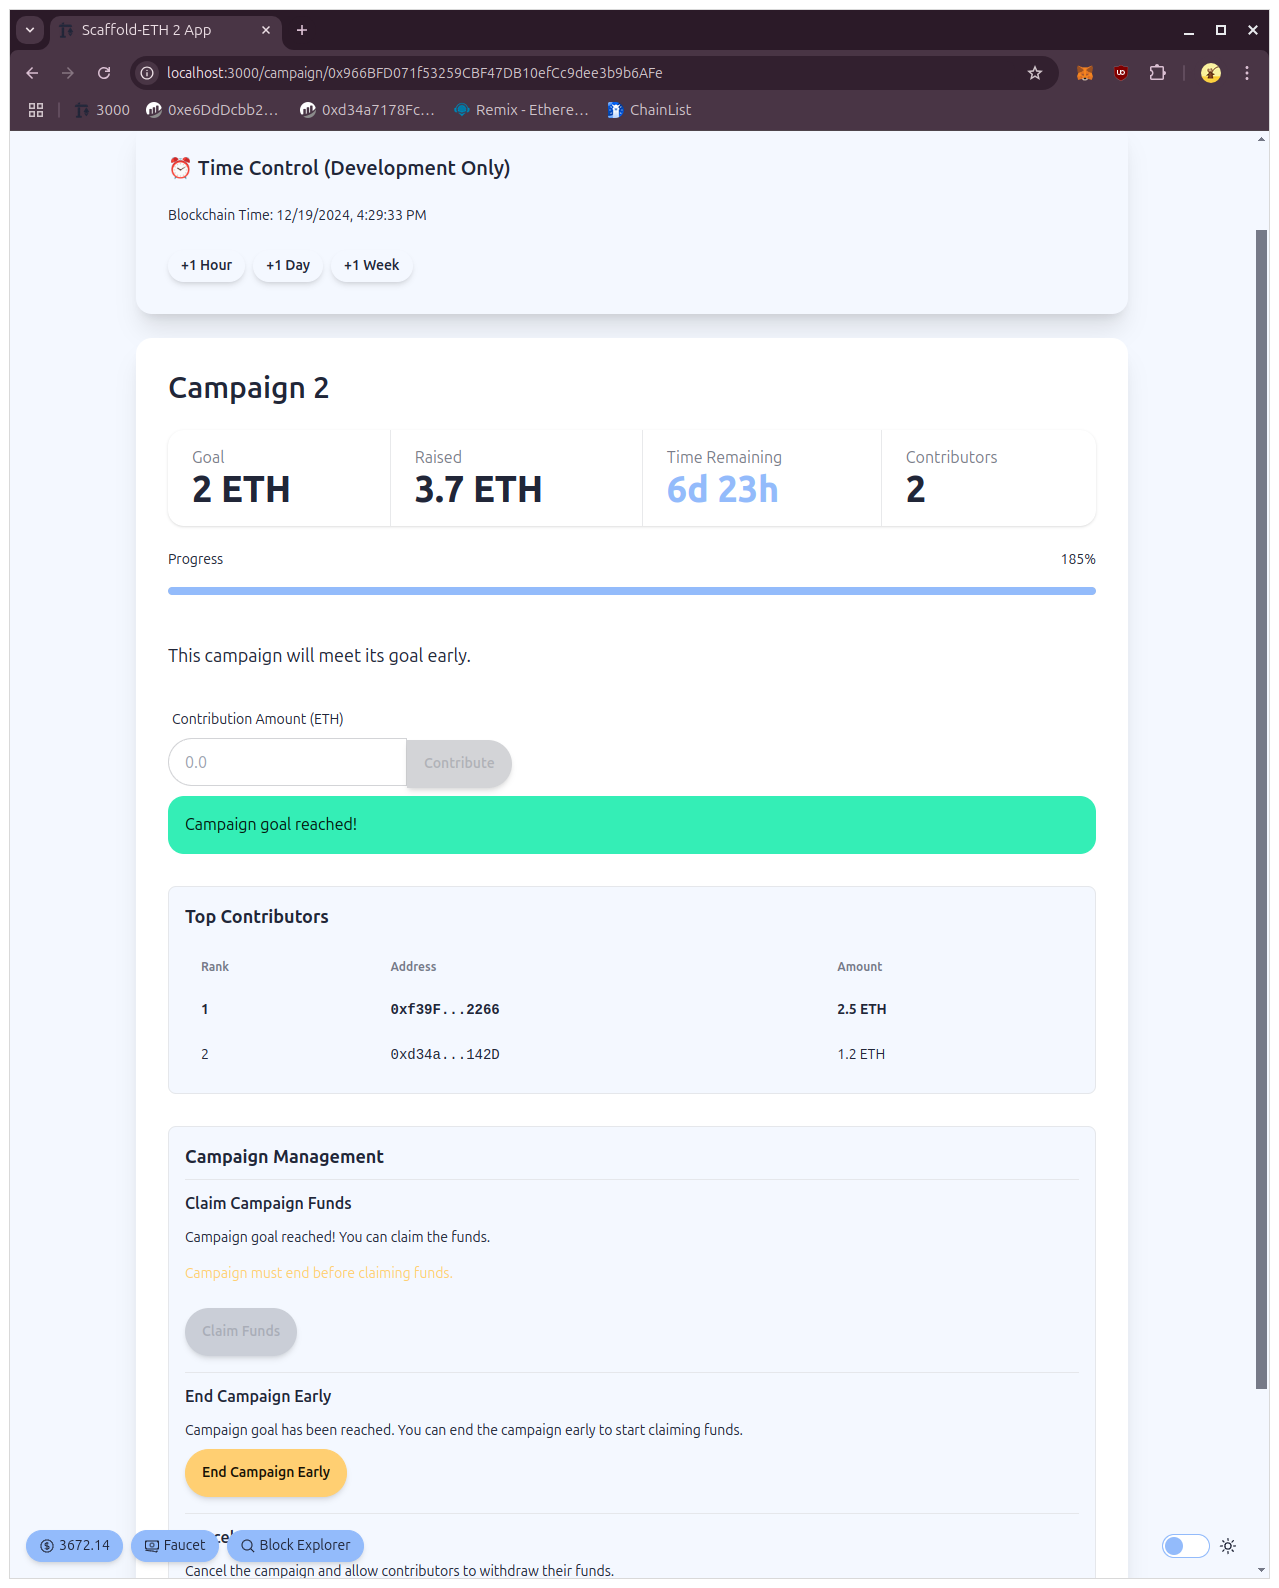 Scaffold-ETH 2 App
localhost:3000/campaign/0x966BFD071f53259CBF47DB10efCc9dee3b9b6AFe
3000 0xe6DdDcbb2... 0xd34a7178Fc... Remix - Ethere... ChainList
Time Control (Development Only)
Blockchain Time: 12/19/2024, 4:29:33 PM
+1 Hour +1 Day +1 Week
Campaign 2
Goal Raised Time Remaining Contributors
2 ETH 3.7 ETH 6d 23h 2
Progress 185%
This campaign will meet its goal early.
Contribution Amount (ETH)
0.0 Contribute
Campaign goal reached!
Top Contributors
Rank Address Amount
1 0xf39F...2266 2.5 ETH
2 0xd34a...142D 1.2 ETH
Campaign Management
Claim Campaign Funds
Campaign goal reached! You can claim the funds.
Campaign must end before claiming funds.
Claim Funds
End Campaign Early
Campaign goal has been reached. You can end the campaign early to start claiming funds.
End Campaign Early
3672.14 Faucet Block Explorer
Cancel the campaign and allow contributors to withdraw their funds.